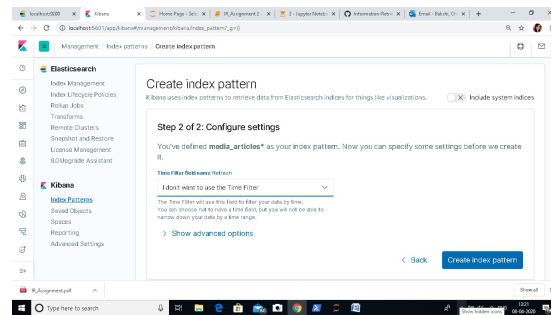 localhost:9200
Kibana
Home Page - Sel
IR_Assignment 2
2 - Jupyter Noteb
Information-Retri
Email - Bakshi, Ch
localhost:5601/app/kibana#/management/kibana/index_pattern?_g=()
Management / Index patterns / Create index pattern
Elasticsearch
Index Management
Index Lifecycle Policies
Rollup Jobs
Transforms
Remote Clusters
Snapshot and Restore
License Management
8.0 Upgrade Assistant
Kibana
Index Patterns
Saved Objects
Spaces
Reporting
Advanced Settings
Create index pattern
Kibana uses index patterns to retrieve data from Elasticsearch indices for things like visualizations.
Include system indices
Step 2 of 2: Configure settings
You've defined media_articles* as your index pattern. Now you can specify some settings before we create
it.
Time Filter field name Refresh
I don't want to use the Time Filter
The Time Filter will use this field to filter your data by time.
You can choose not to have a time field, but you will not be able to
narrow down your data by a time range.
Show advanced options
Back
Create index pattern
IR_Assignment.pdf
Show all
Type here to search
13:21
Show hidden icons
08-04-2020